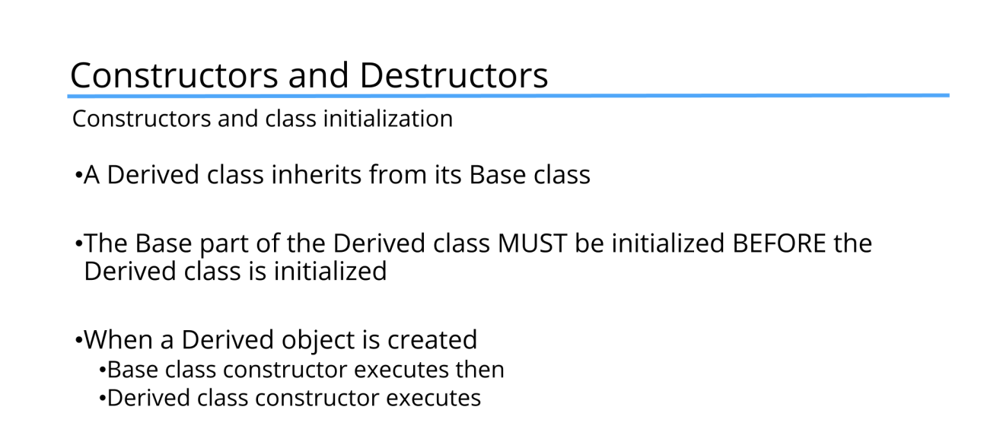 Constructors and Destructors
Constructors and class initialization
•A Derived class inherits from its Base class
•The Base part of the Derived class MUST be initialized BEFORE the
Derived class is initialized
•When a Derived object is created
•Base class constructor executes then
•Derived class constructor executes